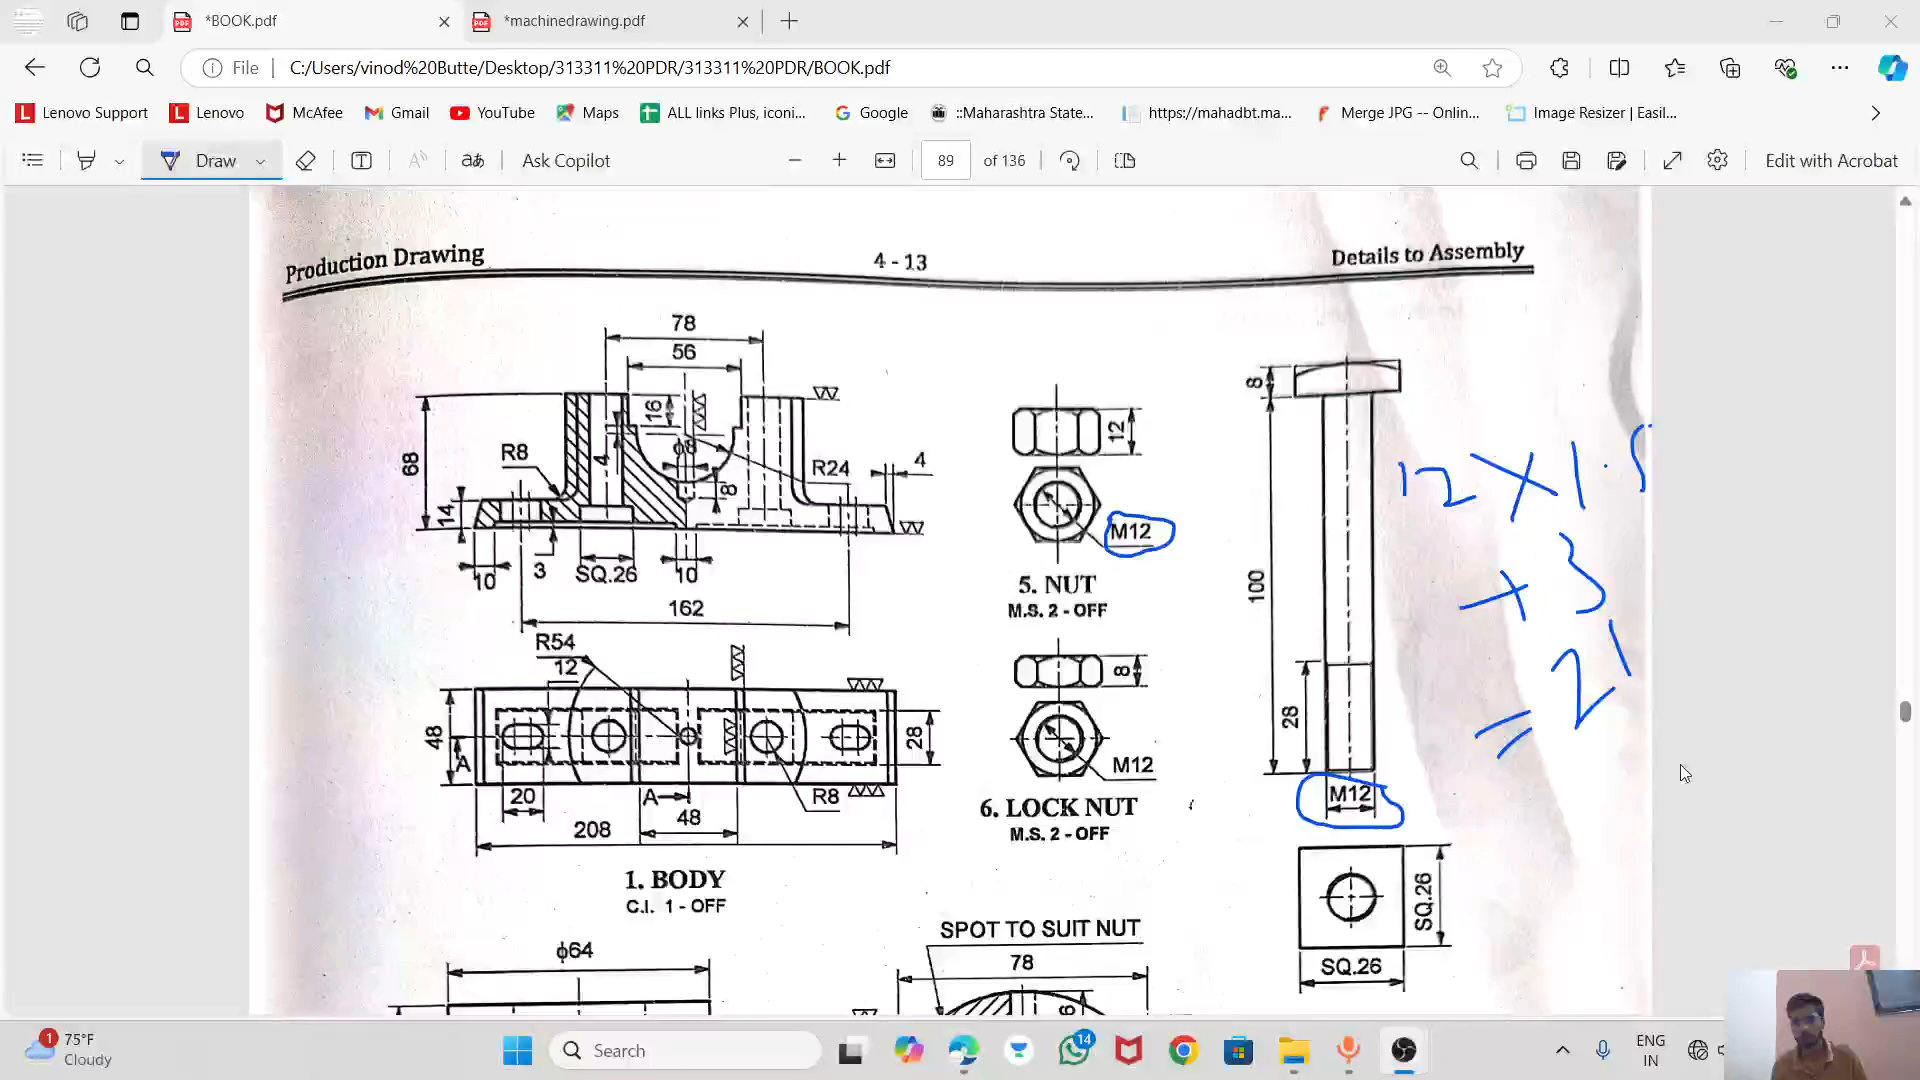 *BOOK.pdf
*machinedrawing.pdf
File
C:/Users/vinod%20Butte/Desktop/313311%20PDR/313311%20PDR/BOOK.pdf
Lenovo Support
Lenovo
McAfee
Gmail
YouTube
Maps
ALL links Plus, iconi...
Google
::Maharashtra State...
https://mahadbt.ma...
Merge JPG -- Onlin...
Image Resizer | Easil...
Draw
Ask Copilot
89
of 136
Edit with Acrobat
Production Drawing
4 - 13
Details to Assembly
78
56
16
4
ϕ8
8
R8
R24
4
68
14
10
3
SQ.26
10
162
R54
12
48
A
28
20
A
R8
48
208
1. BODY
C.I. 1 - OFF
12
M12
5. NUT
M.S. 2 - OFF
8
M12
6. LOCK NUT
M.S. 2 - OFF
8
100
28
M12
SQ.26
SQ.26
12 X 1.
+ 3
= 21
ϕ64
SPOT TO SUIT NUT
78
1
75°F
Cloudy
Search
14
ENG
IN